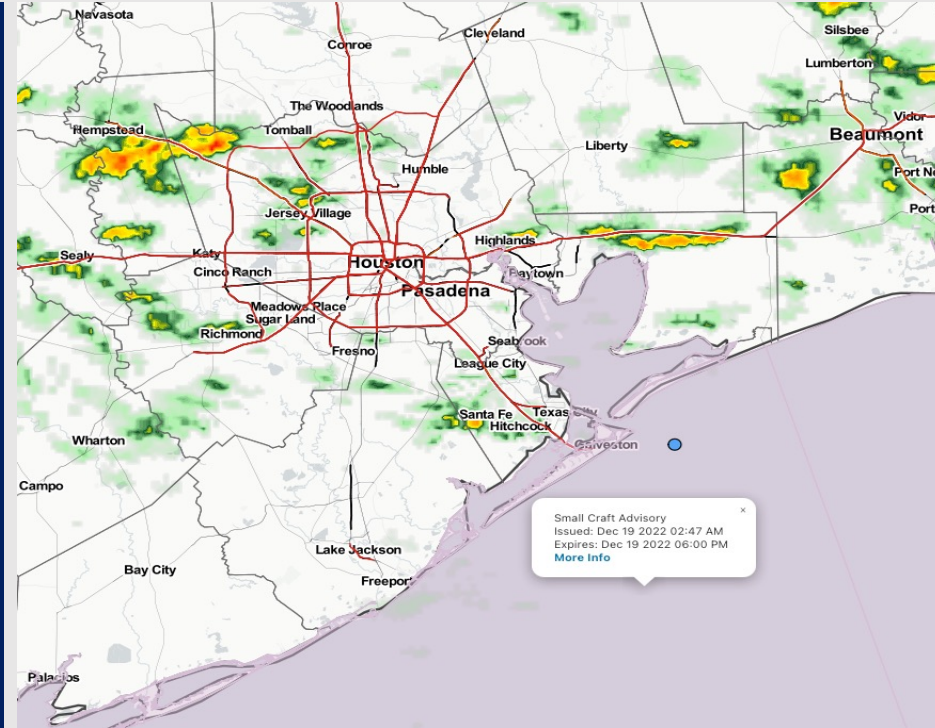 Navasota
Conroe
Cleveland
Silsbee
Lumberton
The Woodlands
Hempstead
Tomball
Vidor
Beaumont
Liberty
Humble
Port Ne
Port
Jersey Village
Highlands
Sealy
Katy
Houston
Cinco Ranch
Baytown
Pasadena
Meadows Place
Sugar Land
Richmond
Seabrook
Fresno
League City
Santa Fe
Texas City
Hitchcock
Wharton
Galveston
Campo
Small Craft Advisory
×
Issued: Dec 19 2022 02:47 AM
Expires: Dec 19 2022 06:00 PM
More Info
Lake Jackson
Bay City
Freeport
Palacios